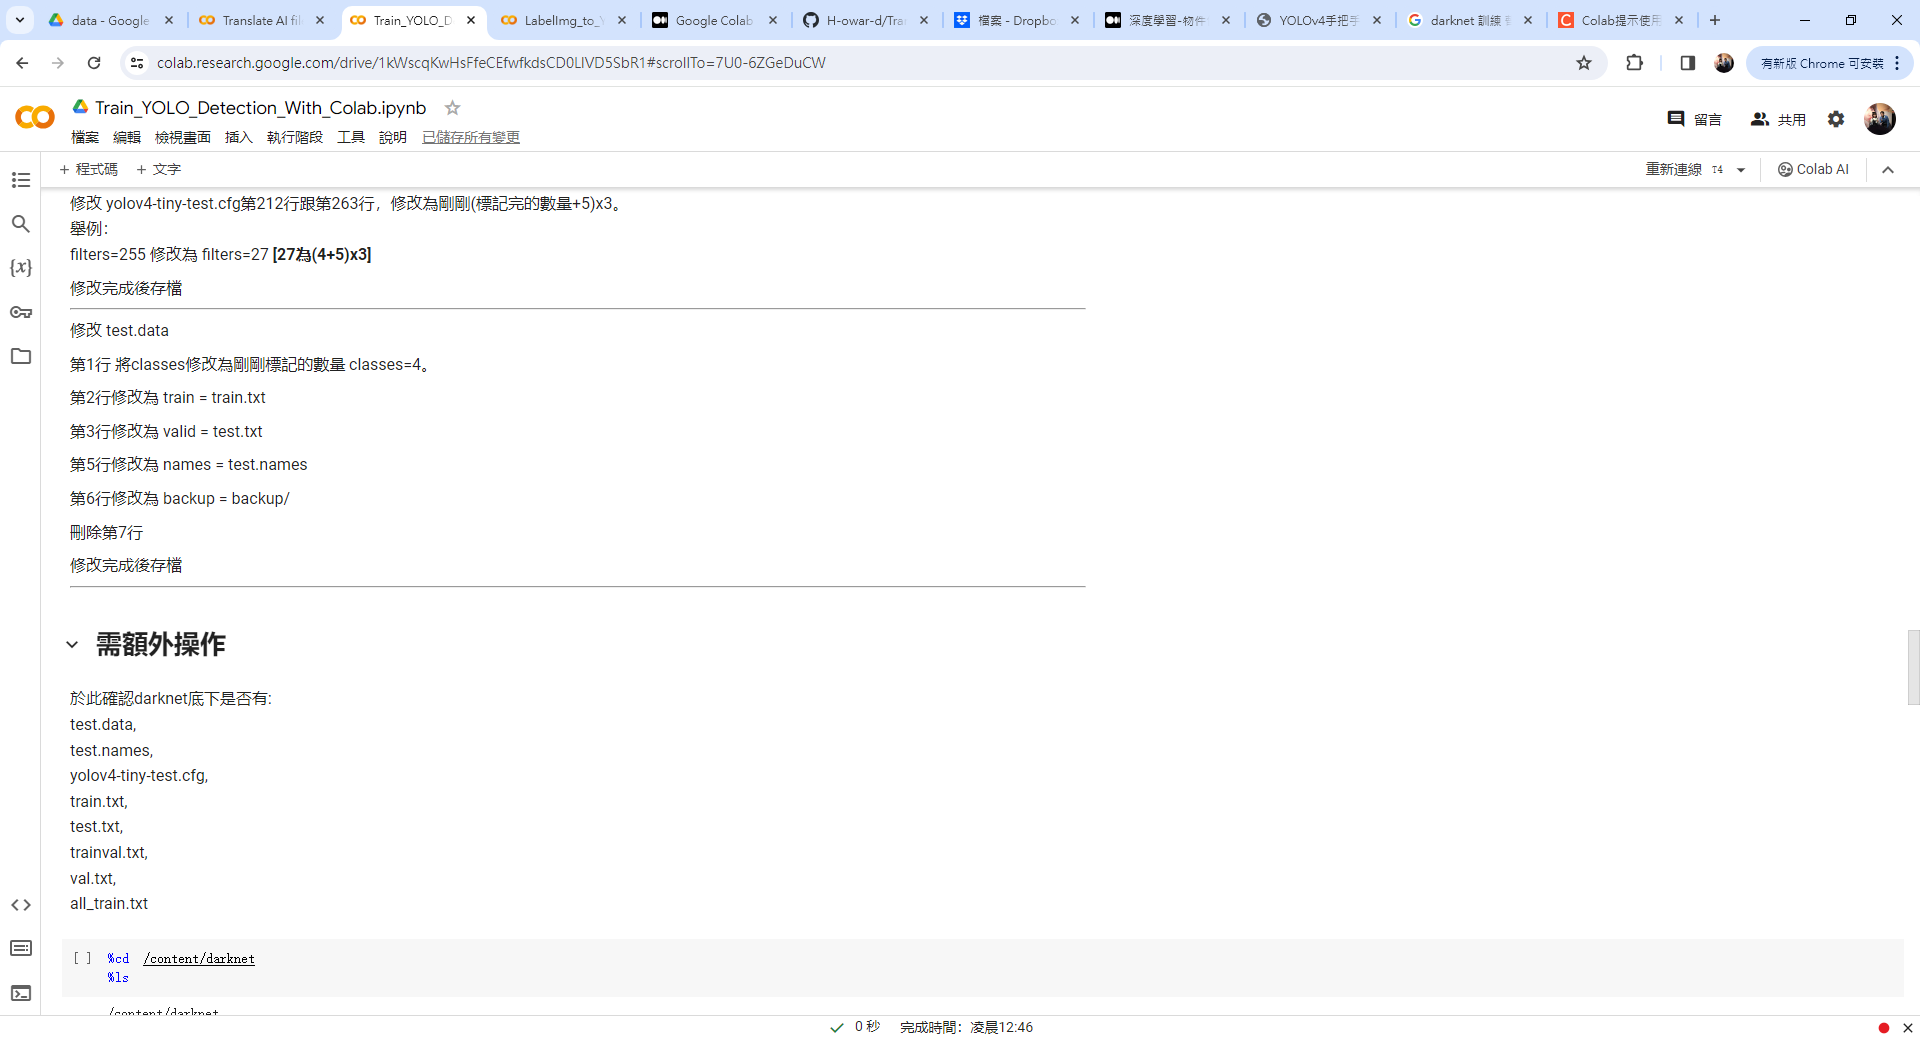 data - Google
Translate AI fil
Train_YOLO_D
LabelImg_to_Y
Google Colab
H-owar-d/Trai
檔案 - Dropbo
深度學習-物件
YOLOv4手把手
darknet 訓練
Colab提示使用
colab.research.google.com/drive/1kWscqKwHsFfeCEfwfkdsCD0LlVD5SbR1#scrollTo=7U0-6ZGeDuCW
有新版 Chrome 可安裝
Train_YOLO_Detection_With_Colab.ipynb
留言
共用
檔案 編輯 檢視畫面 插入 執行階段 工具 說明 已儲存所有變更
+ 程式碼 + 文字
重新連線 T4
Colab AI
修改 yolov4-tiny-test.cfg第212行跟第263行，修改為剛剛(標記完的數量+5)x3。
舉例：
filters=255 修改為 filters=27 [27為(4+5)x3]
修改完成後存檔
修改 test.data
第1行 將classes修改為剛剛標記的數量 classes=4。
第2行修改為 train = train.txt
第3行修改為 valid = test.txt
第5行修改為 names = test.names
第6行修改為 backup = backup/
刪除第7行
修改完成後存檔
需額外操作
於此確認darknet底下是否有:
test.data,
test.names,
yolov4-tiny-test.cfg,
train.txt,
test.txt,
trainval.txt,
val.txt,
all_train.txt
[ ] %cd /content/darknet
%ls
/content/darknet
0 秒 完成時間：凌晨12:46